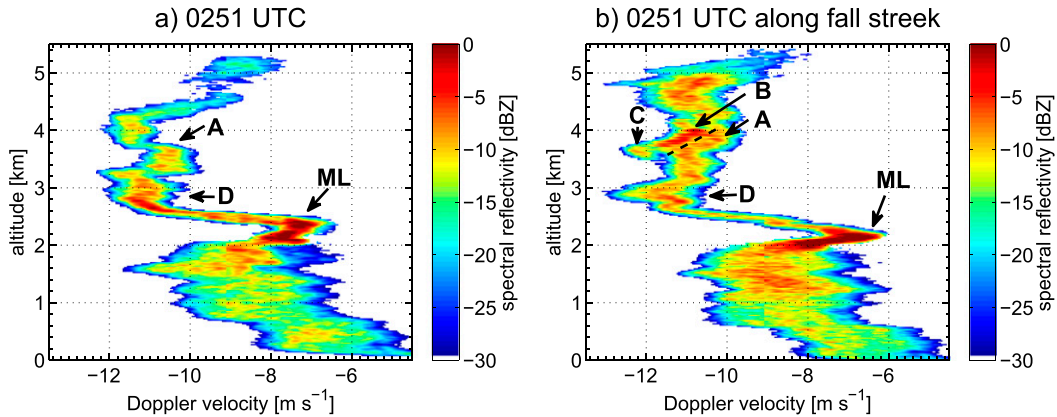 a) 0251 UTC
altitude [km]
5
4
3
2
1
0
A
D
ML
−12
−10
−8
−6
Doppler velocity [m s−1]
0
−5
−10
−15
−20
−25
−30
spectral reflectivity [dBZ]
b) 0251 UTC along fall streek
altitude [km]
5
4
3
2
1
0
B
C
A
D
ML
−12
−10
−8
−6
Doppler velocity [m s−1]
0
−5
−10
−15
−20
−25
−30
spectral reflectivity [dBZ]